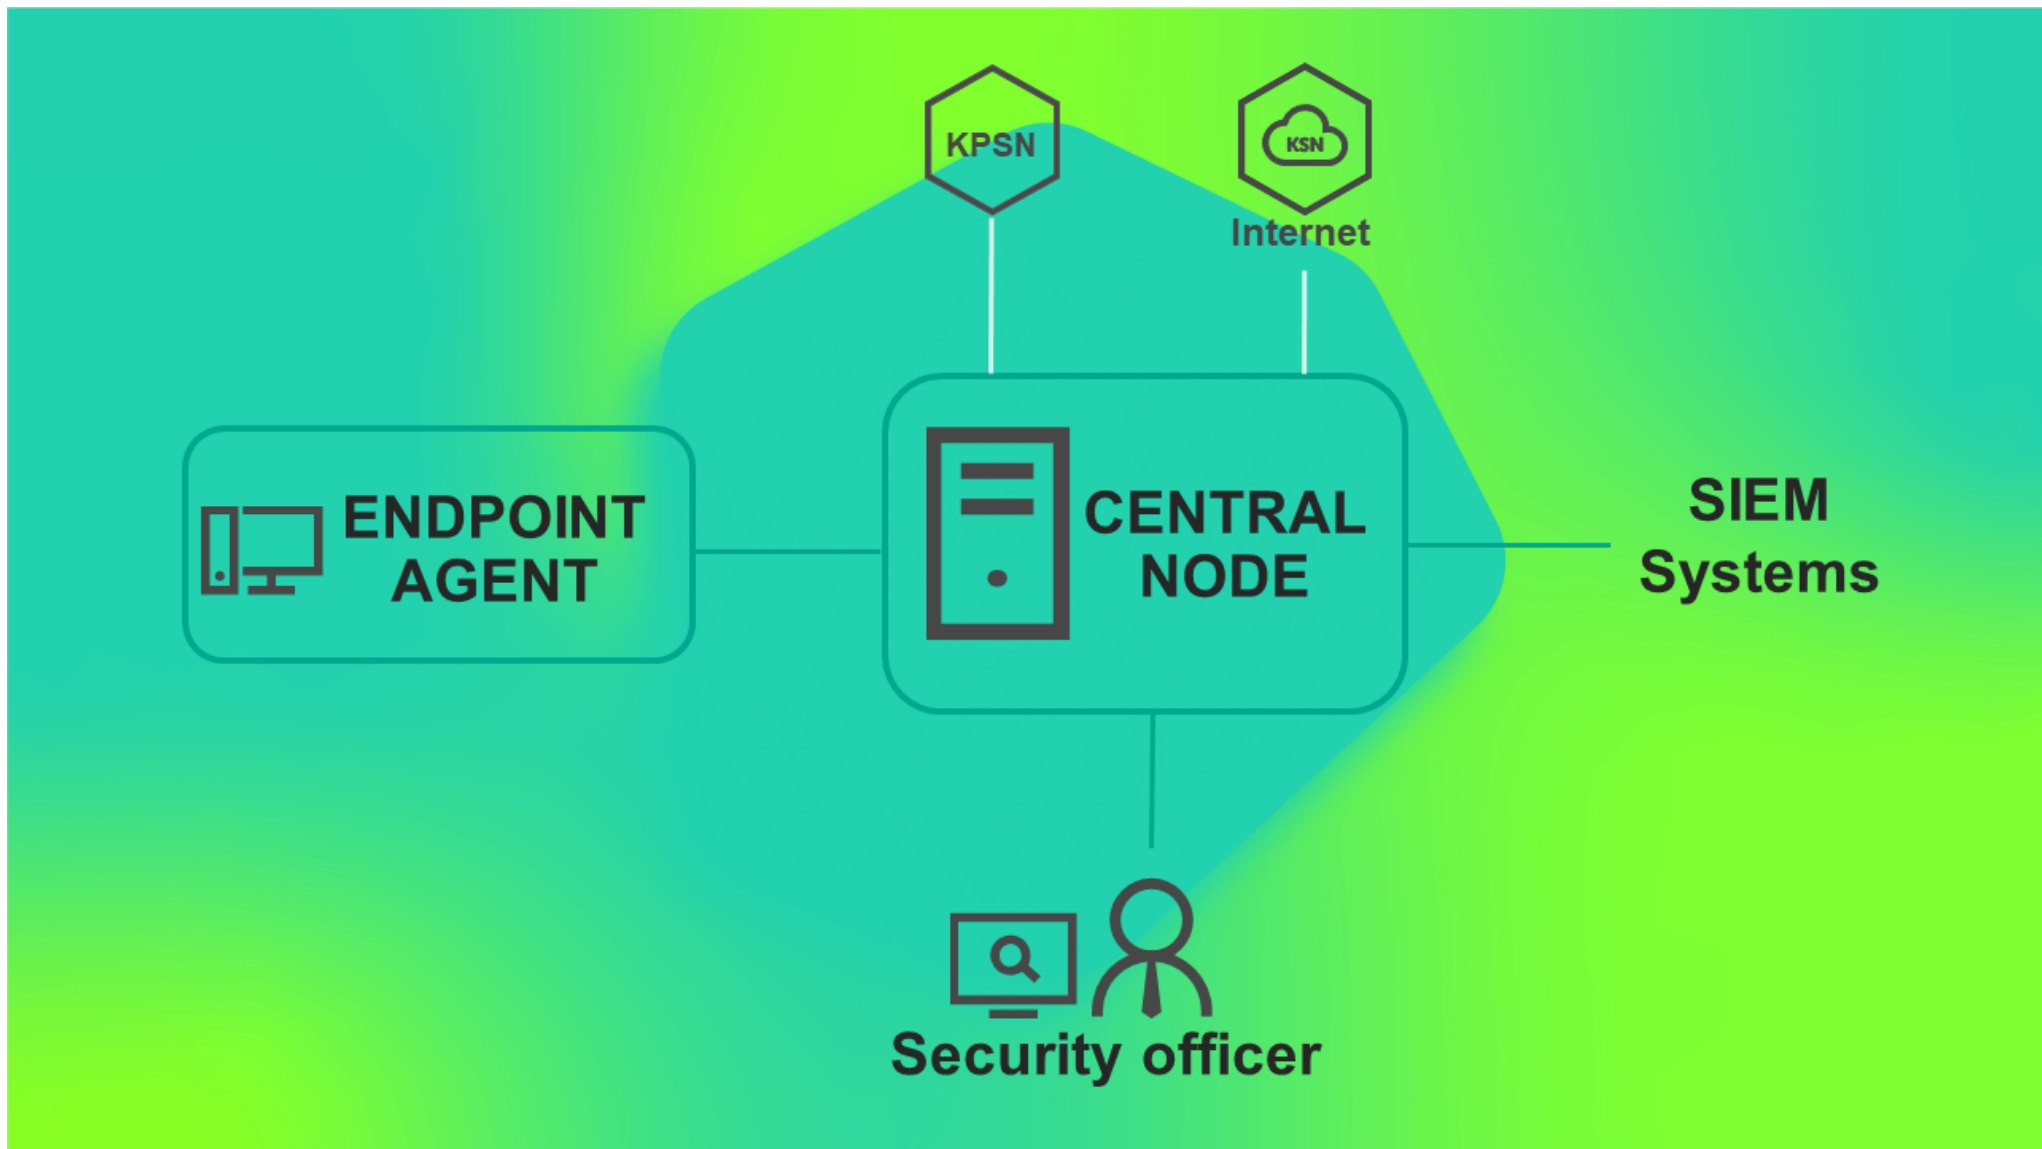 KPSN
KSN
Internet
ENDPOINT
AGENT
CENTRAL
NODE
SIEM
Systems
Security officer